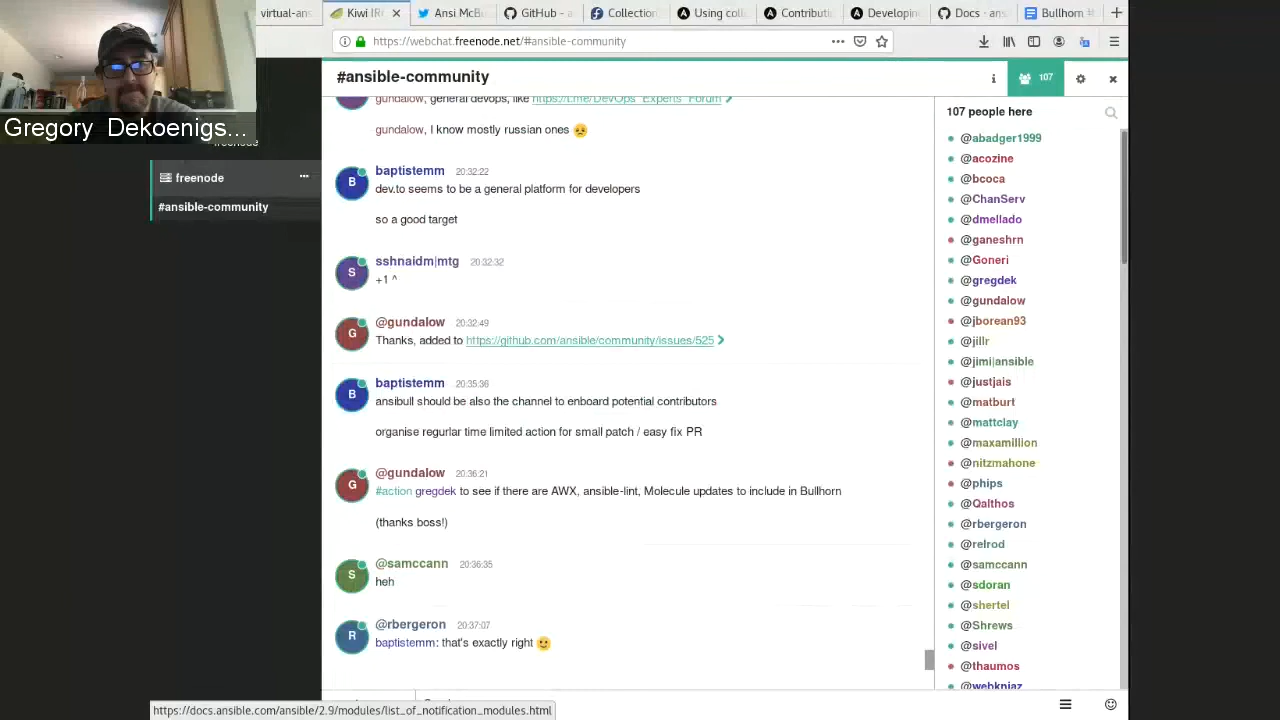 virtual-ans
Kiwi IR
Ansi McB
GitHub - a
Collection
Using coll
Contributi
Developin
Docs · ans
Bullhorn #
https://webchat.freenode.net/#ansible-community
Gregory Dekoenigs...
freenode
freenode
#ansible-community
#ansible-community
107
gundalow, general devops, like https://t.me/DevOps_Experts_Forum
gundalow, I know mostly russian ones 😥
B
baptistemm 20:32:22
dev.to seems to be a general platform for developers
so a good target
S
sshnaidm|mtg 20:32:32
+1 ^
G
@gundalow 20:32:49
Thanks, added to https://github.com/ansible/community/issues/525
B
baptistemm 20:35:36
ansibull should be also the channel to enboard potential contributors
organise regurlar time limited action for small patch / easy fix PR
G
@gundalow 20:36:21
#action gregdek to see if there are AWX, ansible-lint, Molecule updates to include in Bullhorn
(thanks boss!)
S
@samccann 20:36:35
heh
R
@rbergeron 20:37:07
baptistemm: that's exactly right 🙂
107 people here
@abadger1999
@acozine
@bcoca
@ChanServ
@dmellado
@ganeshrn
@Goneri
@gregdek
@gundalow
@jborean93
@jillr
@jimi|ansible
@justjais
@matburt
@mattclay
@maxamillion
@nitzmahone
@phips
@Qalthos
@rbergeron
@relrod
@samccann
@sdoran
@shertel
@Shrews
@sivel
@thaumos
@webknjaz
https://docs.ansible.com/ansible/2.9/modules/list_of_notification_modules.html